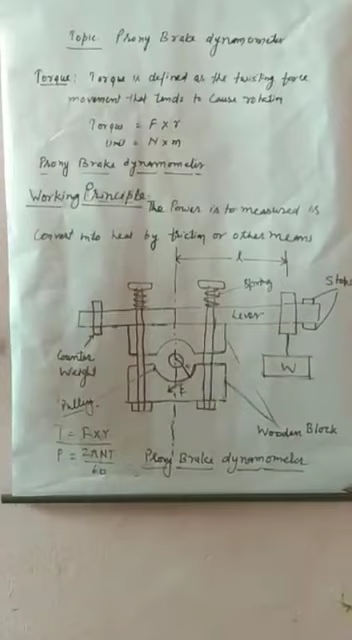 Topic Prony Brake dynamometer
Torque: Torque is defined as the twisting force
movement that tends to cause rotation
Torque = F x r
Unit = N x m
Prony Brake dynamometer
Working Principle:- The Power is to measured is
Convert into heat by friction or other means
l
Spring
Stops
Lever
Counter
Weight
W
Pulley
F
Wooden Block
T = F x r
P = 2πNT
60
Prony Brake dynamometer